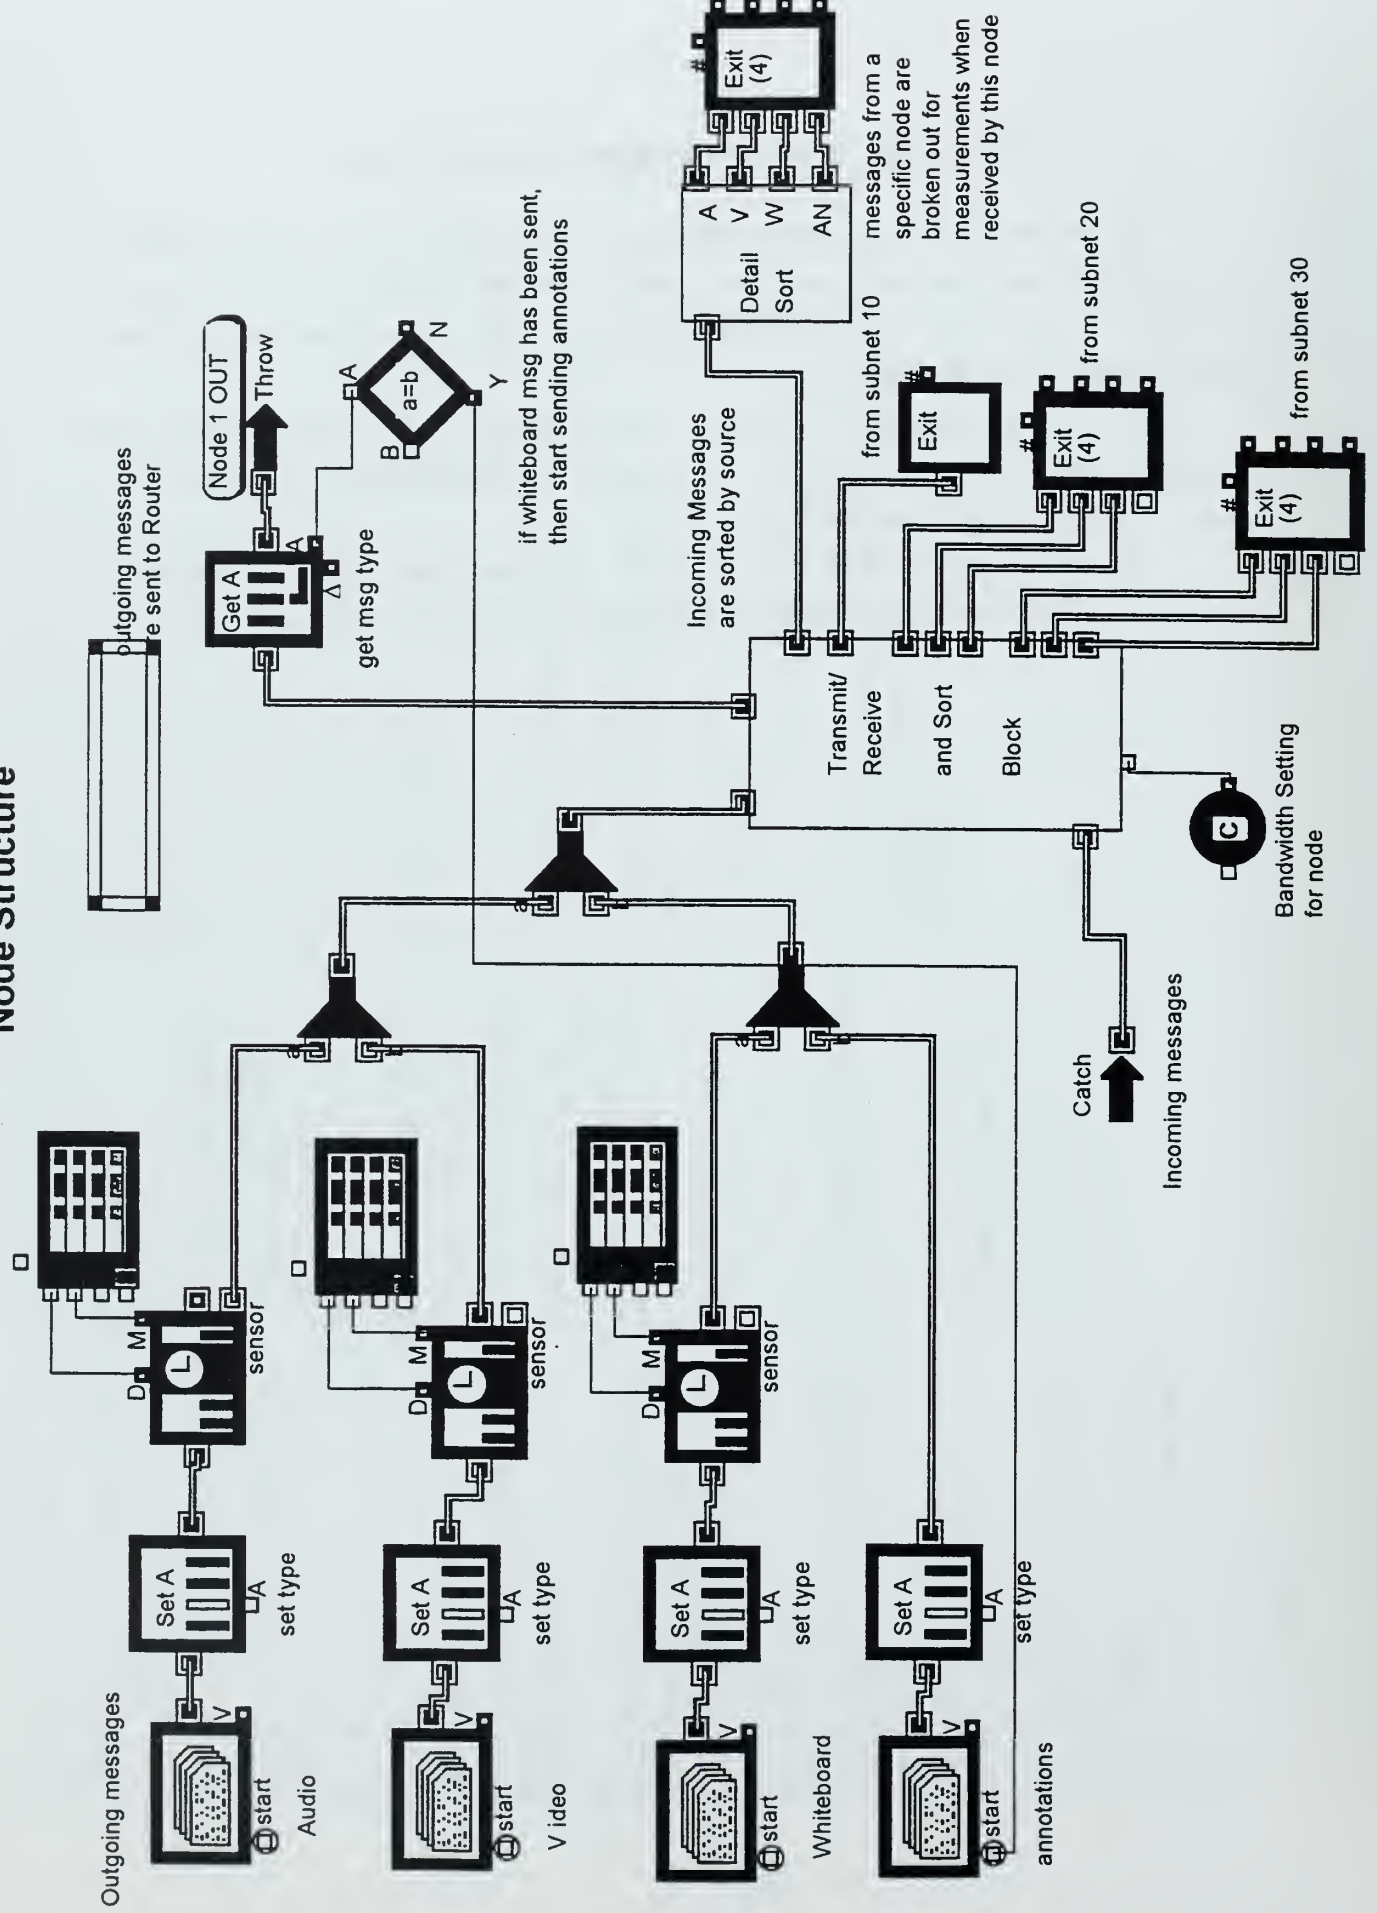 Node Structure
outgoing messages
re sent to Router
Node 1 OUT
Throw
Get A
A
Δ
get msg type
A
B
a=b
N
Y
if whiteboard msg has been sent,
then start sending annotations
Outgoing messages
V
start
Audio
Set A
A
set type
D
M
L
sensor
V
start
V ideo
Set A
A
set type
D
M
L
sensor
V
start
Whiteboard
Set A
A
set type
D
M
L
sensor
V
start
annotations
Set A
A
set type
a
b
a
b
a
b
Catch
Incoming messages
Transmit/
Receive
and Sort
Block
C
Bandwidth Setting
for node
Incoming Messages
are sorted by source
Detail
Sort
A
V
W
AN
#
Exit
(4)
messages from a
specific node are
broken out for
measurements when
received by this node
from subnet 10
#
Exit
from subnet 20
#
Exit
(4)
from subnet 30
#
Exit
(4)